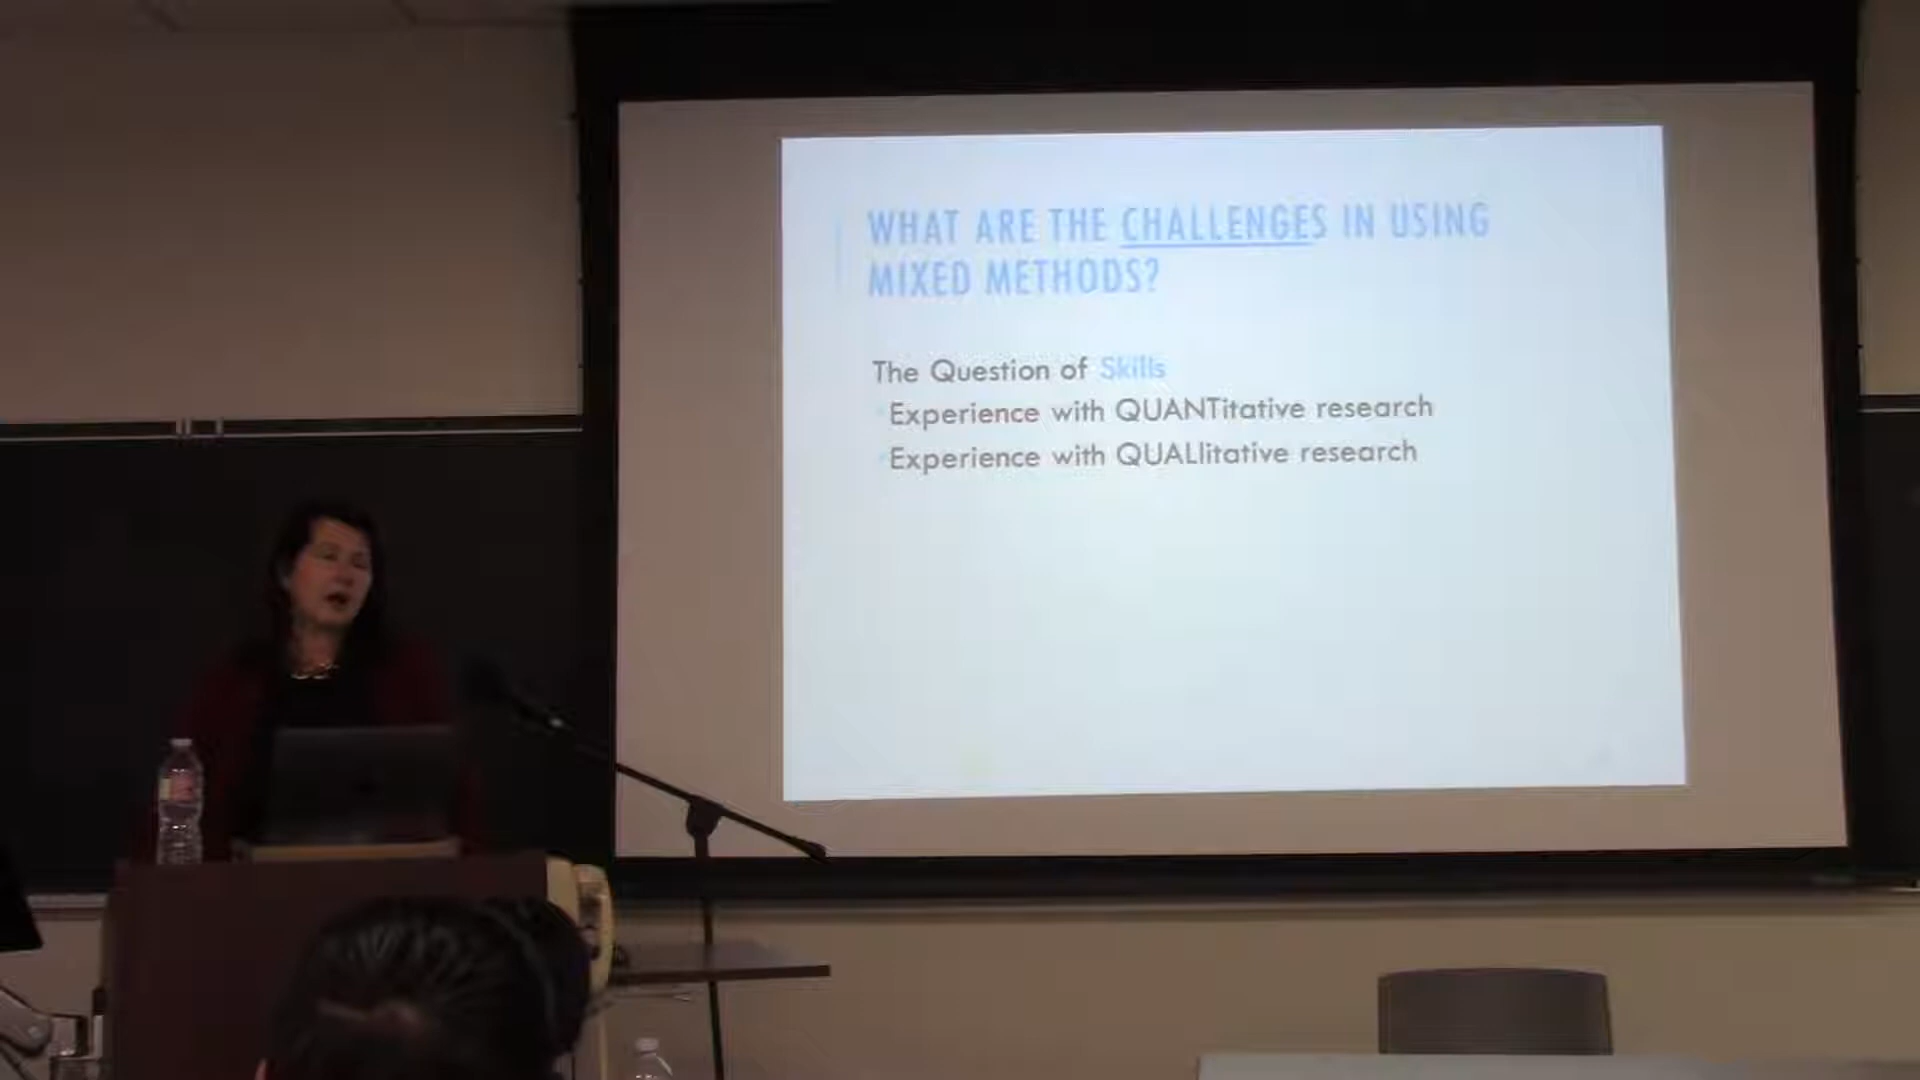 WHAT ARE THE CHALLENGES IN USING
MIXED METHODS?
The Question of Skills
Experience with QUANTitative research
Experience with QUALlitative research